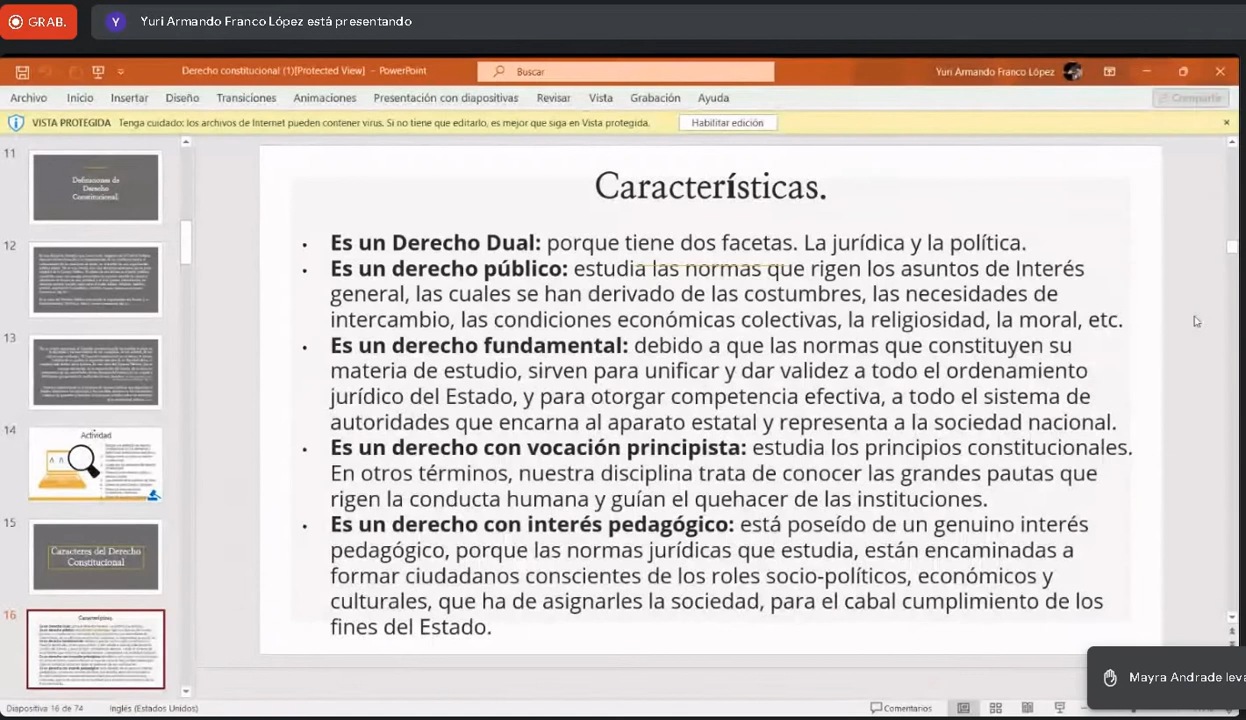 GRAB.
Y
Yuri Armando Franco López está presentando
Derecho constitucional (1)[Protected View] – PowerPoint
Buscar
Yuri Armando Franco López
Archivo Inicio Insertar Diseño Transiciones Animaciones Presentación con diapositivas Revisar Vista Grabación Ayuda
Compartir
VISTA PROTEGIDA Tenga cuidado: los archivos de Internet pueden contener virus. Si no tiene que editarlo, es mejor que siga en Vista protegida. Habilitar edición
11
Definiciones de
Derecho
Constitucional.
12
13
14
Actividad
15
Caracteres del Derecho
Constitucional
16
Características.
Características.
• Es un Derecho Dual: porque tiene dos facetas. La jurídica y la política.
• Es un derecho público: estudia las normas que rigen los asuntos de Interés
general, las cuales se han derivado de las costumbres, las necesidades de
intercambio, las condiciones económicas colectivas, la religiosidad, la moral, etc.
• Es un derecho fundamental: debido a que las normas que constituyen su
materia de estudio, sirven para unificar y dar validez a todo el ordenamiento
jurídico del Estado, y para otorgar competencia efectiva, a todo el sistema de
autoridades que encarna al aparato estatal y representa a la sociedad nacional.
• Es un derecho con vocación principista: estudia los principios constitucionales.
En otros términos, nuestra disciplina trata de conocer las grandes pautas que
rigen la conducta humana y guían el quehacer de las instituciones.
• Es un derecho con interés pedagógico: está poseído de un genuino interés
pedagógico, porque las normas jurídicas que estudia, están encaminadas a
formar ciudadanos conscientes de los roles socio-políticos, económicos y
culturales, que ha de asignarles la sociedad, para el cabal cumplimiento de los
fines del Estado.
Mayra Andrade leva
Diapositiva 16 de 74 Inglés (Estados Unidos)
Comentarios